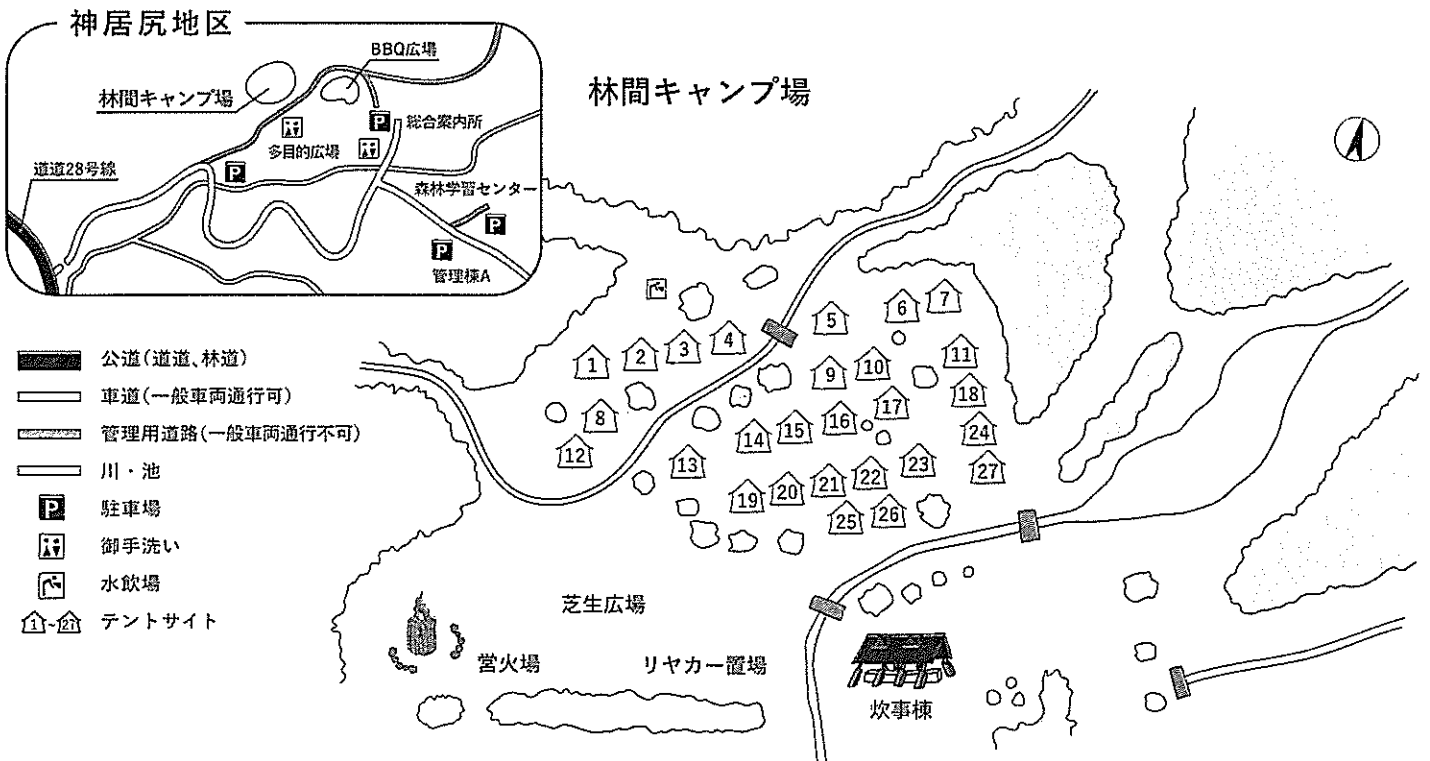 神居尻地区
BBQ広場
林間キャンプ場
P
総合案内所
多目的広場
道道28号線
P
森林学習センター
P
P
管理棟A
林間キャンプ場
公道(道道、林道)
車道(一般車両通行可)
管理用道路(一般車両通行不可)
川・池
P
駐車場
御手洗い
水飲場
1~27
テントサイト
1
2
3
4
5
6
7
8
9
10
11
12
13
14
15
16
17
18
19
20
21
22
23
24
25
26
27
芝生広場
営火場
リヤカー置場
炊事棟